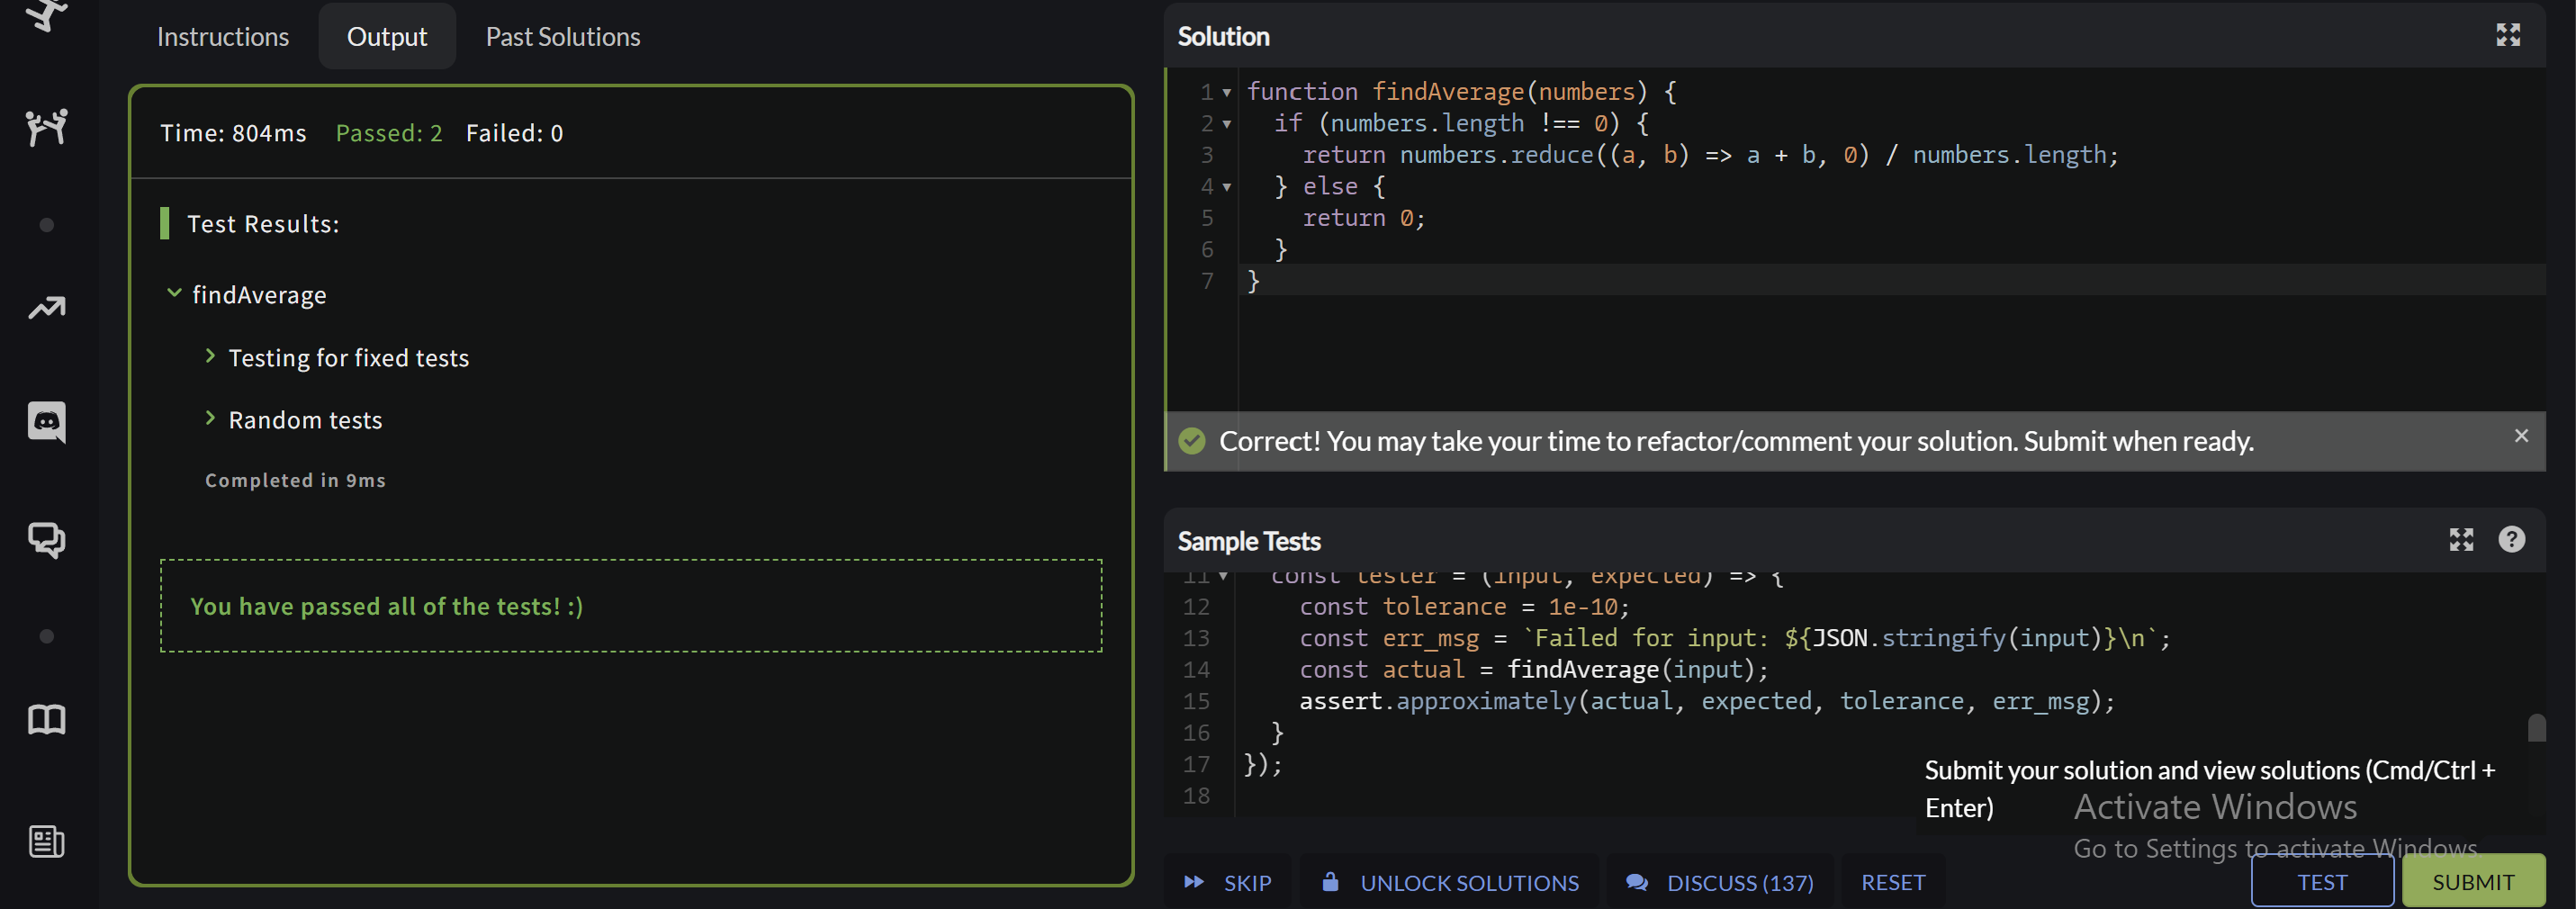 Instructions Output Past Solutions
Time: 804ms Passed: 2 Failed: 0
Test Results:
findAverage
Testing for fixed tests
Random tests
Completed in 9ms
You have passed all of the tests! :)
Solution
1 function findAverage(numbers) {
2 if (numbers.length !== 0) {
3 return numbers.reduce((a, b) => a + b, 0) / numbers.length;
4 } else {
5 return 0;
6 }
7 }
Correct! You may take your time to refactor/comment your solution. Submit when ready. ×
Sample Tests
11 const tester = (input, expected) => {
12 const tolerance = 1e-10;
13 const err_msg = `Failed for input: ${JSON.stringify(input)}\n`;
14 const actual = findAverage(input);
15 assert.approximately(actual, expected, tolerance, err_msg);
16 }
17 });
18
Submit your solution and view solutions (Cmd/Ctrl +
Enter)
Activate Windows
Go to Settings to activate Windows.
SKIP UNLOCK SOLUTIONS DISCUSS (137) RESET TEST SUBMIT